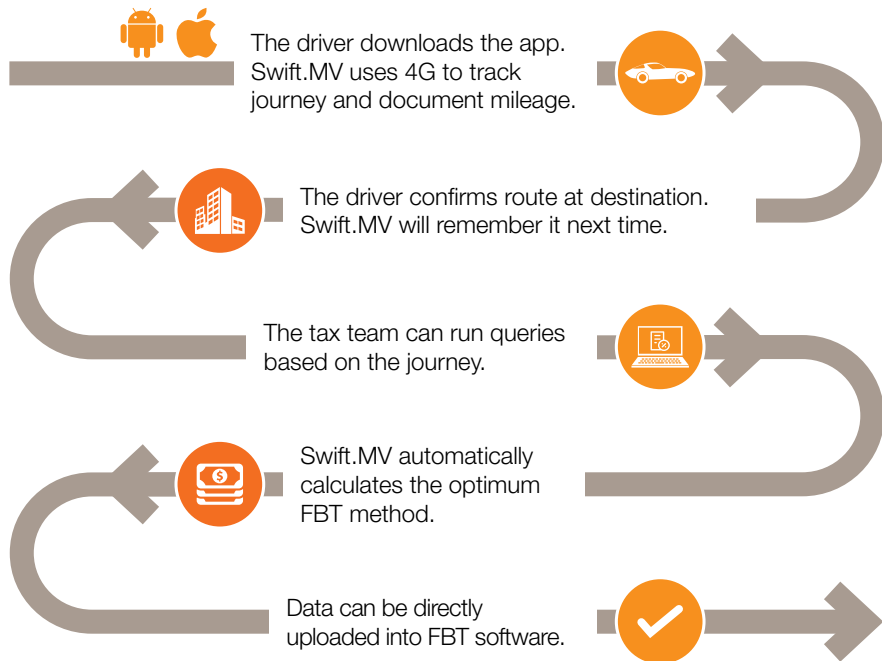 The driver downloads the app.
Swift.MV uses 4G to track
journey and document mileage.
The driver confirms route at destination.
Swift.MV will remember it next time.
The tax team can run queries
based on the journey.
Swift.MV automatically
calculates the optimum
FBT method.
Data can be directly
uploaded into FBT software.